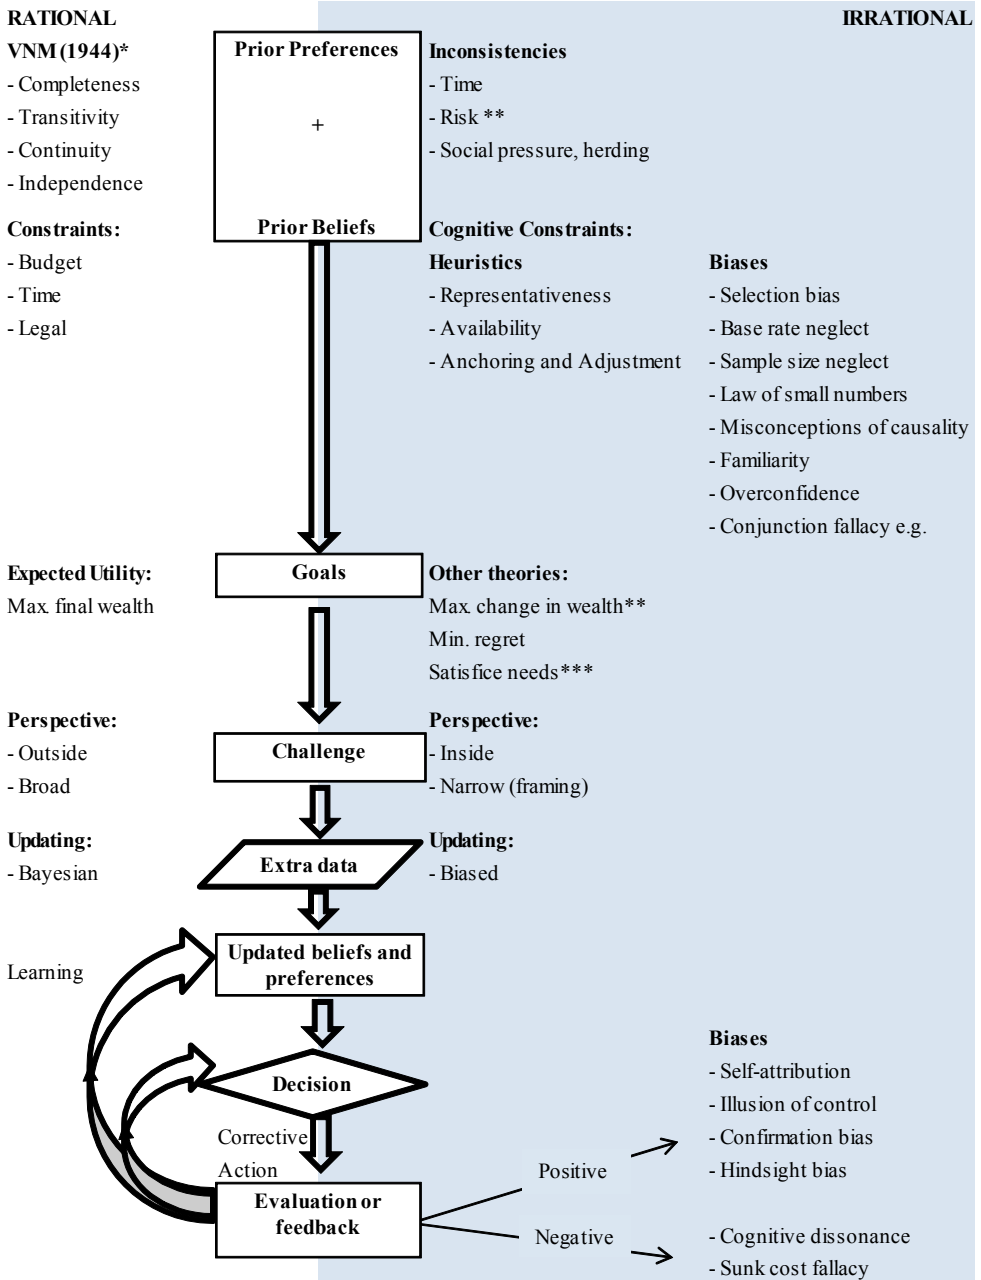 RATIONAL
IRRATIONAL
VNM (1944)*
- Completeness
- Transitivity
- Continuity
- Independence
Prior Preferences
+
Prior Beliefs
Inconsistencies
- Time
- Risk **
- Social pressure, herding
Constraints:
- Budget
- Time
- Legal
Cognitive Constraints:
Heuristics
- Representativeness
- Availability
- Anchoring and Adjustment
Biases
- Selection bias
- Base rate neglect
- Sample size neglect
- Law of small numbers
- Misconceptions of causality
- Familiarity
- Overconfidence
- Conjunction fallacy e.g.
Expected Utility:
Max. final wealth
Goals
Other theories:
Max. change in wealth**
Min. regret
Satisfice needs***
Perspective:
- Outside
- Broad
Challenge
Perspective:
- Inside
- Narrow (framing)
Updating:
- Bayesian
Extra data
Updating:
- Biased
Learning
Updated beliefs and
preferences
Decision
Corrective
Action
Evaluation or
feedback
Positive
Negative
Biases
- Self-attribution
- Illusion of control
- Confirmation bias
- Hindsight bias
- Cognitive dissonance
- Sunk cost fallacy